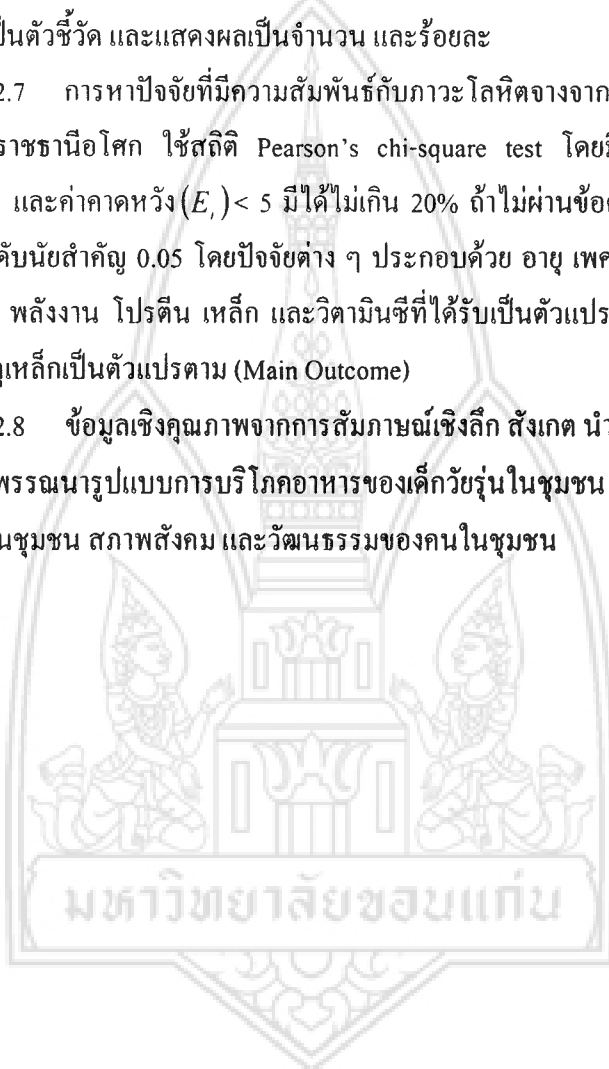 ป็นตัวชี้วัด และแสดงผลเป็นจำนวน และร้อยละ
2.7 การหาปัจจัยที่มีความสัมพันธ์กับภาวะโลหิตจางจาก
ราชธานีอโศก ใช้สถิติ Pearson's chi-square test โดยมี
และค่าคาดหวัง (E_i) < 5 มีได้ไม่เกิน 20% ถ้าไม่ผ่านข้อ
ดับนัยสำคัญ 0.05 โดยปัจจัยต่าง ๆ ประกอบด้วย อายุ เพศ
พลังงาน โปรตีน เหล็ก และวิตามินซีที่ได้รับเป็นตัวแปร
ตุเหล็กเป็นตัวแปรตาม (Main Outcome)
2.8 ข้อมูลเชิงคุณภาพจากการสัมภาษณ์เชิงลึก สังเกต นำ
พรรณนารูปแบบการบริโภคอาหารของเด็กวัยรุ่นในชุมชน
นชุมชน สภาพสังคม และวัฒนธรรมของคนในชุมชน
มหาวิทยาลัยขอนแก่น